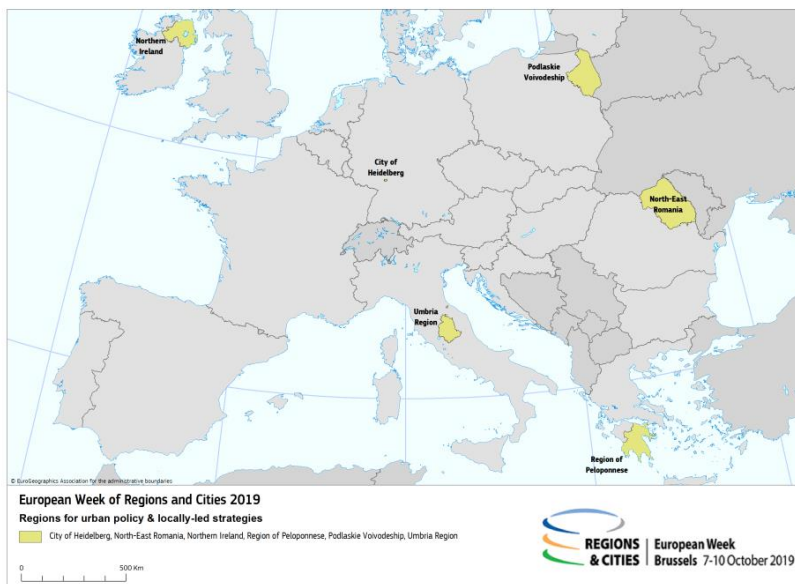 Northern
Ireland
Podlaskie
Voivodeship
City of
Heidelberg
North-East
Romania
Umbria
Region
Region of
Peloponnese
© EuroGeographics Association for the administrative boundaries
European Week of Regions and Cities 2019
Regions for urban policy & locally-led strategies
City of Heidelberg, North-East Romania, Northern Ireland, Region of Peloponnese, Podlaskie Voivodeship, Umbria Region
0 500 Km
REGIONS European Week
& CITIES Brussels 7-10 October 2019